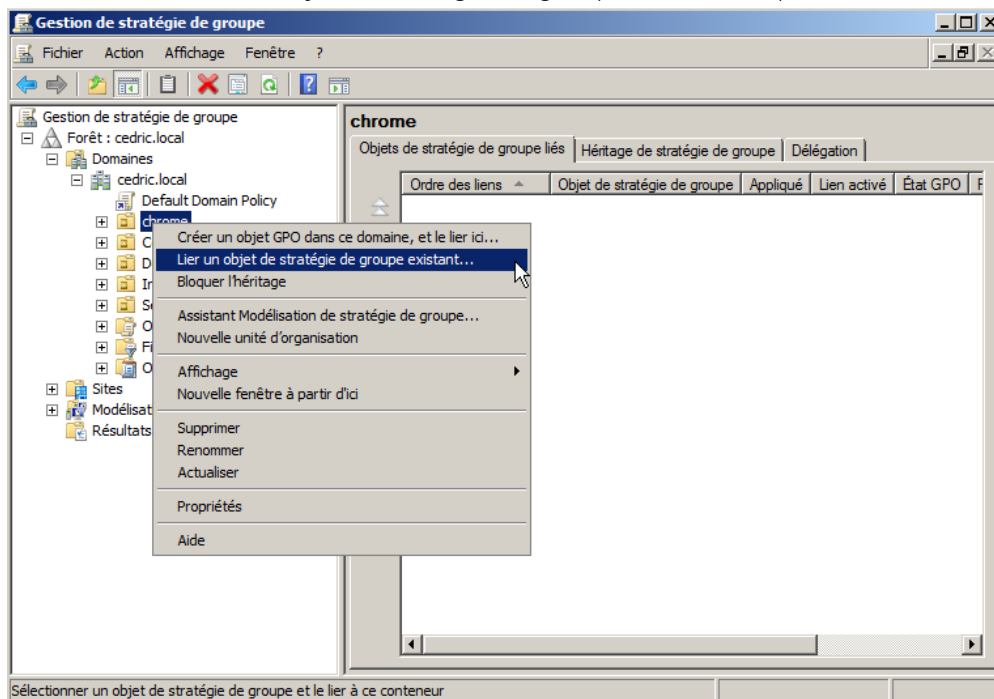 Gestion de stratégie de groupe
Fichier Action Affichage Fenêtre ?
Gestion de stratégie de groupe
Forêt : cedric.local
Domaines
cedric.local
Default Domain Policy
chrome
C
D
In
Se
O
Fi
O
Sites
Modélisat
Résultats
chrome
Objets de stratégie de groupe liés Héritage de stratégie de groupe Délégation
Ordre des liens Objet de stratégie de groupe Appliqué Lien activé État GPO
Créer un objet GPO dans ce domaine, et le lier ici...
Lier un objet de stratégie de groupe existant...
Bloquer l'héritage
Assistant Modélisation de stratégie de groupe...
Nouvelle unité d'organisation
Affichage
Nouvelle fenêtre à partir d'ici
Supprimer
Renommer
Actualiser
Propriétés
Aide
Sélectionner un objet de stratégie de groupe et le lier à ce conteneur